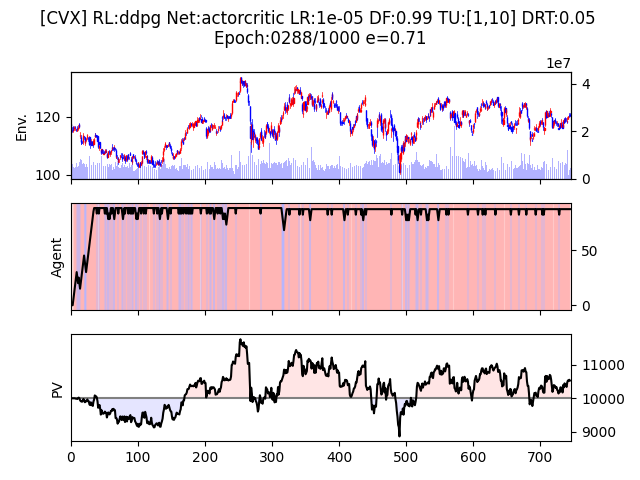 [CVX] RL:ddpg Net:actorcritic LR:1e-05 DF:0.99 TU:[1,10] DRT:0.05
Epoch:0288/1000 e=0.71
1e7
Env.
120
100
4
2
0
Agent
50
0
PV
11000
10000
9000
0 100 200 300 400 500 600 700